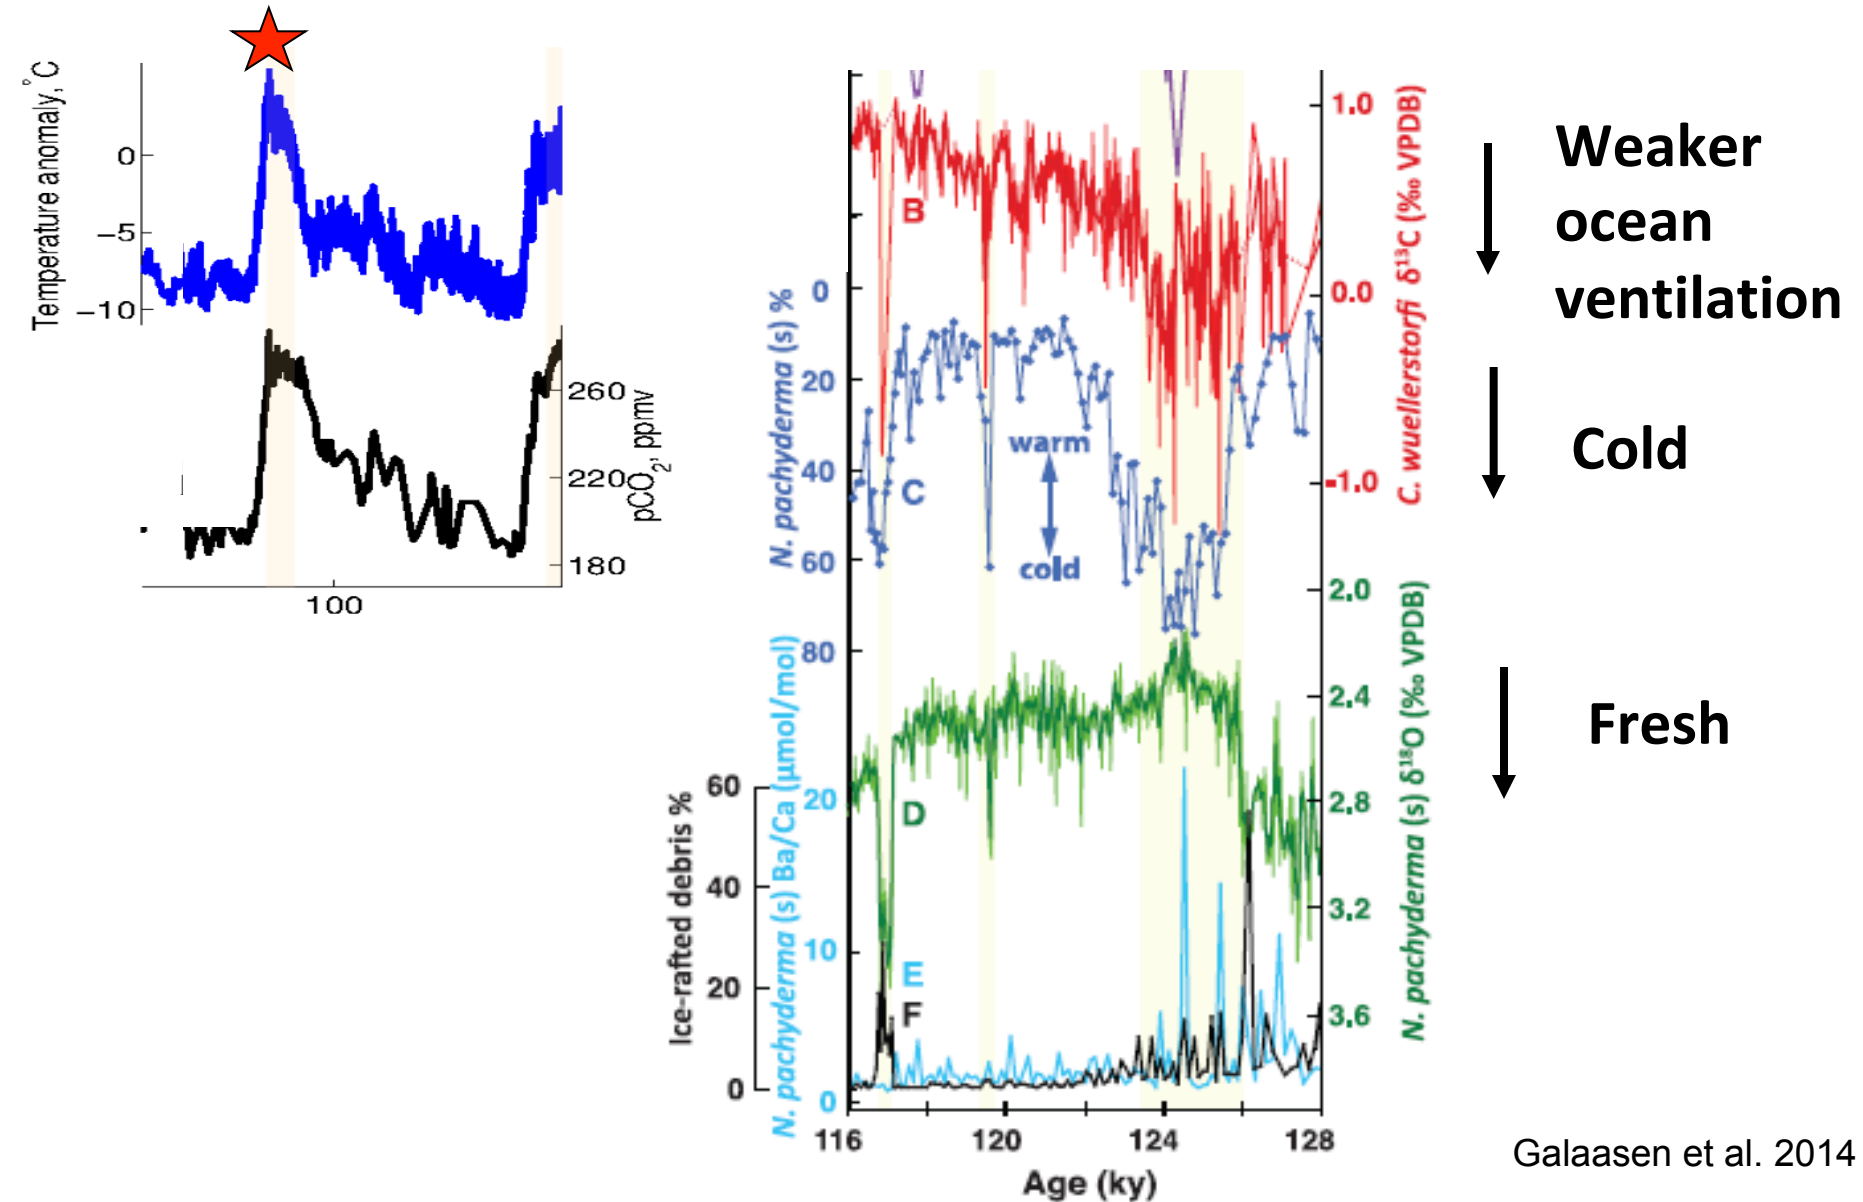 Temperature anomaly,°C
0
−5
−10
260
220
180
pCO2, ppmv
100
1.0
0.0
-1.0
C. wuellerstorfi δ¹³C (‰ VPDB)
B
N. pachyderma (s) %
0
20
40
60
80
warm
cold
C
2.0
2.4
2.8
3.2
3.6
N. pachyderma (s) δ¹⁸O (‰ VPDB)
D
Ice-rafted debris %
60
40
20
0
N. pachyderma (s) Ba/Ca (μmol/mol)
20
10
0
E
F
116
120
124
128
Age (ky)
Weaker
ocean
ventilation
Cold
Fresh
Galaasen et al. 2014